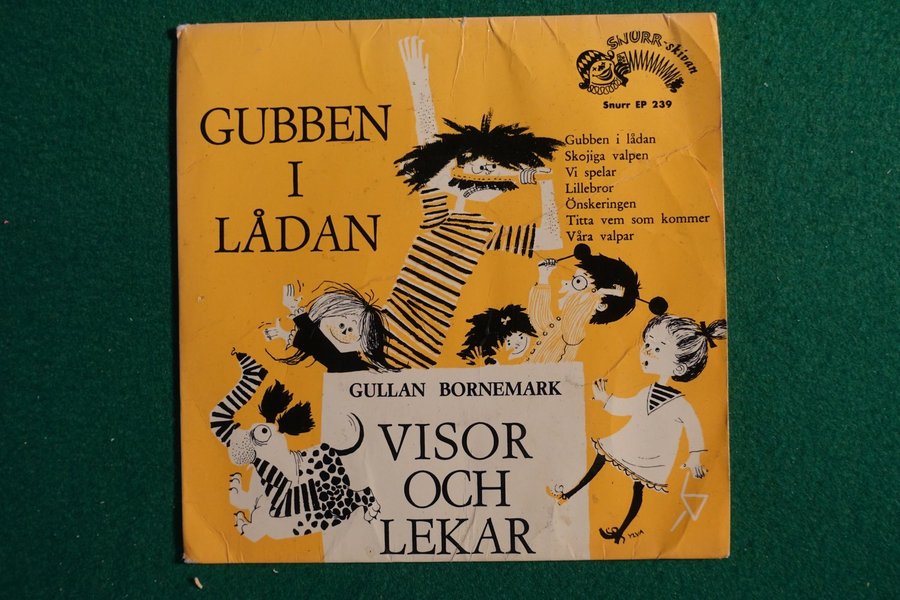 SNURR-skivan
Snurr EP 239
GUBBEN
I
LÅDAN
Gubben i lådan
Skojiga valpen
Vi spelar
Lillebror
Önskeringen
Titta vem som kommer
Våra valpar
GULLAN BORNEMARK
VISOR
OCH
LEKAR
YLVA